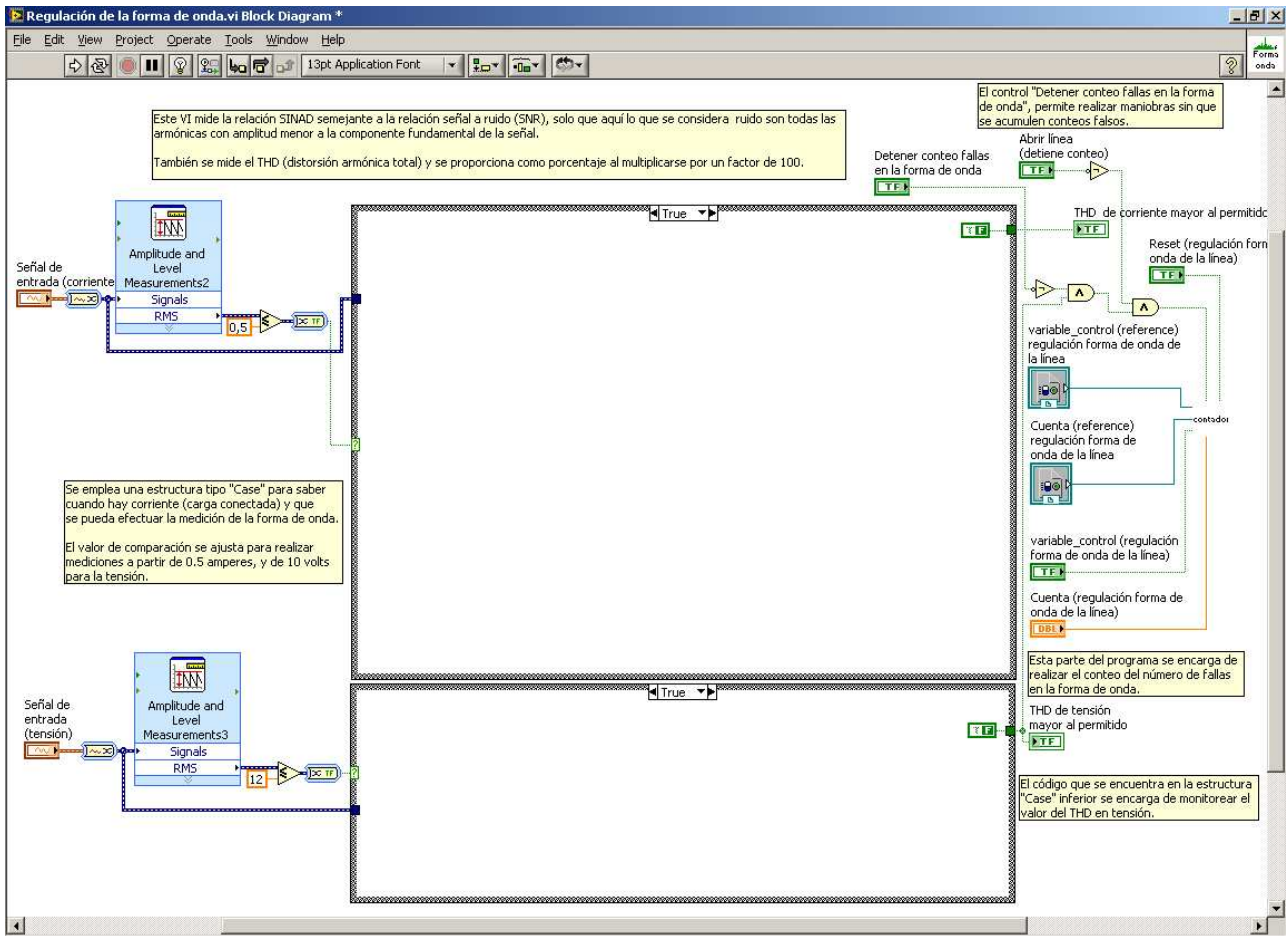 Regulación de la forma de onda.vi Block Diagram *
File Edit View Project Operate Tools Window Help
13pt Application Font
Forma
onda
Este VI mide la relación SINAD semejante a la relación señal a ruido (SNR), solo que aquí lo que se considera ruido son todas las
armónicas con amplitud menor a la componente fundamental de la señal.
También se mide el THD (distorsión armónica total) y se proporciona como porcentaje al multiplicarse por un factor de 100.
El control "Detener conteo fallas en la forma
de onda", permite realizar maniobras sin que
se acumulen conteos falsos.
Abrir línea
(detiene conteo)
TF
Detener conteo fallas
en la forma de onda
TF
True
T F
THD de corriente mayor al permitido
TF
Reset (regulación forn
onda de la línea)
TF
Amplitude and
Level
Measurements2
Signals
RMS
Señal de
entrada (corriente
0,5
TF
?
variable_control (reference)
regulación forma de onda de
la línea
contador
Cuenta (reference)
regulación forma de
onda de la línea
Se emplea una estructura tipo "Case" para saber
cuando hay corriente (carga conectada) y que
se pueda efectuar la medición de la forma de onda.
El valor de comparación se ajusta para realizar
mediciones a partir de 0.5 amperes, y de 10 volts
para la tensión.
variable_control (regulación
forma de onda de la línea)
TF
Cuenta (regulación forma de
onda de la línea)
DBL
Esta parte del programa se encarga de
realizar el conteo del número de fallas
en la forma de onda.
True
T F
THD de tensión
mayor al permitido
TF
Amplitude and
Level
Measurements3
Signals
RMS
Señal de
entrada
(tensión)
12
TF
?
El código que se encuentra en la estructura
"Case" inferior se encarga de monitorear el
valor del THD en tensión.